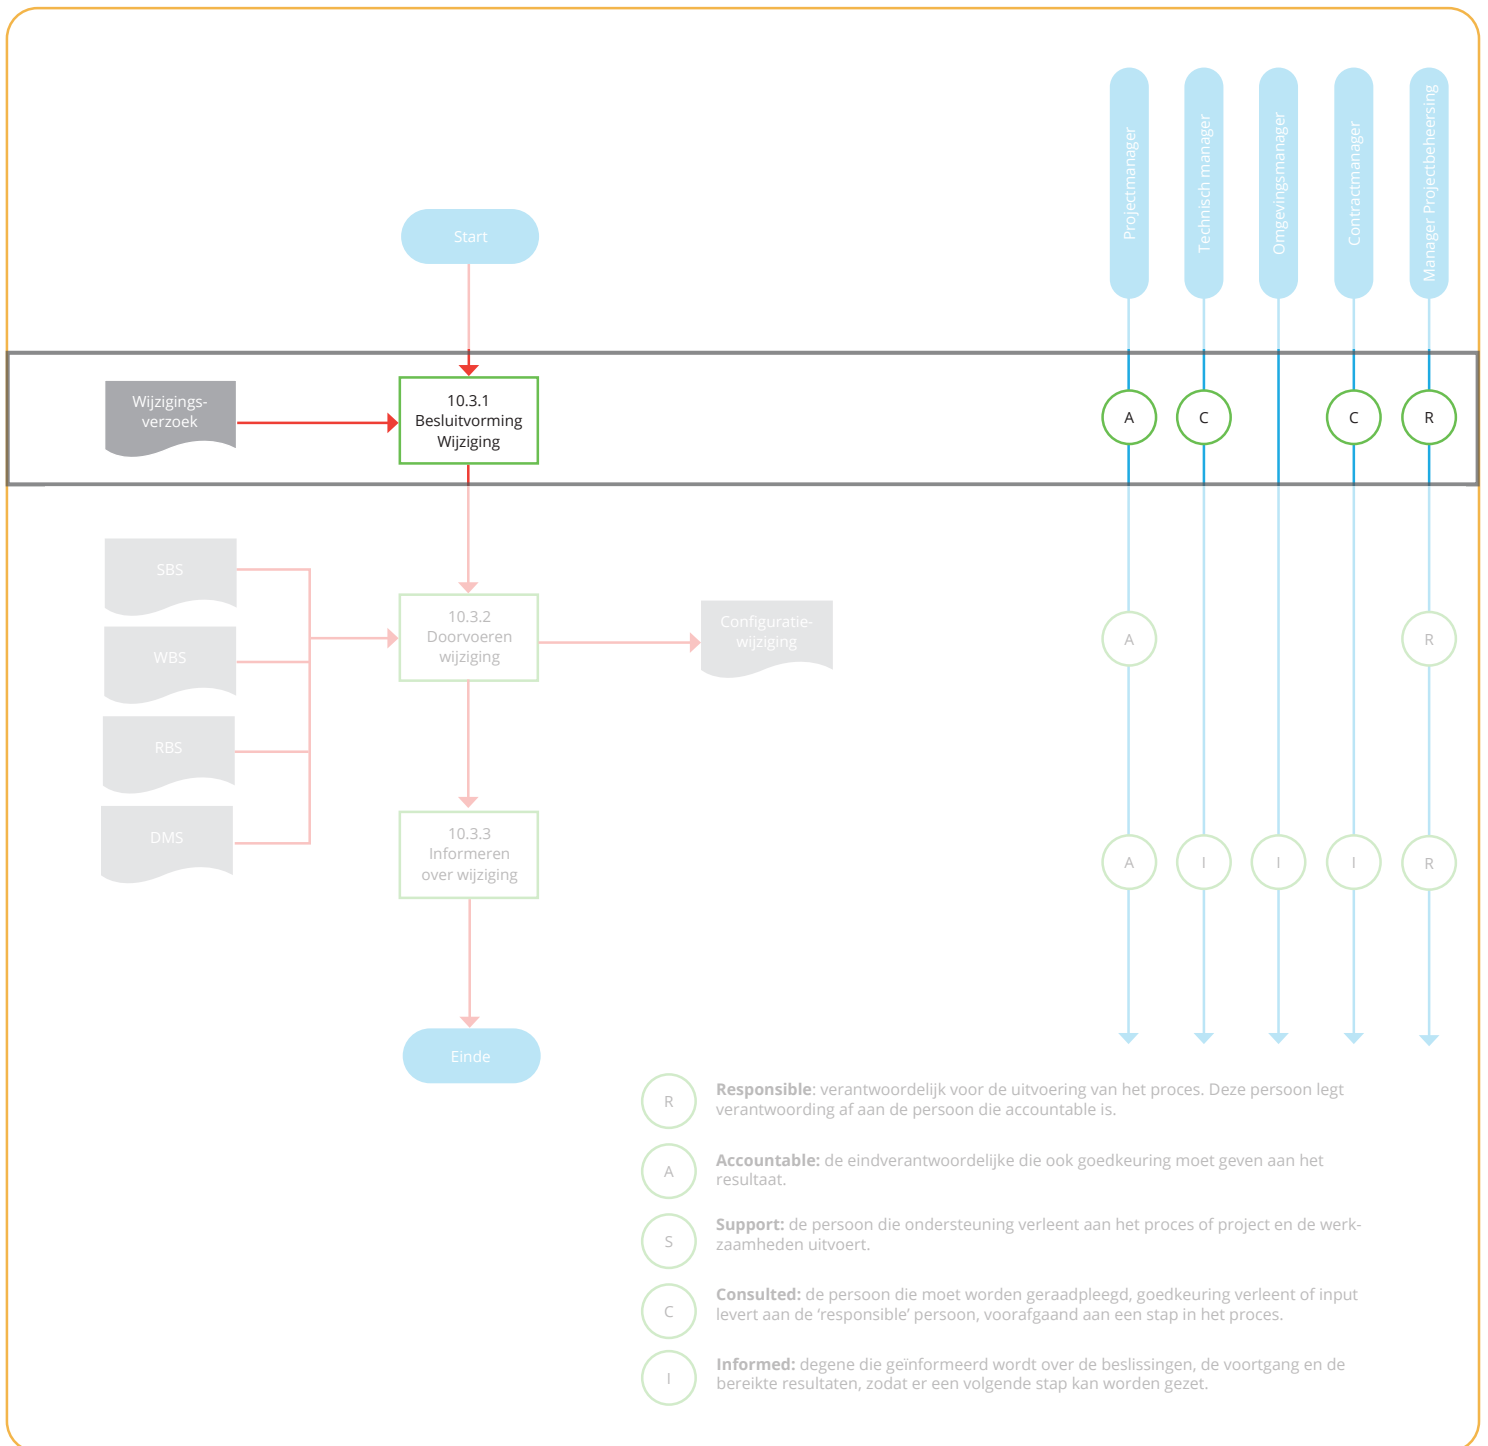 Projectmanager
Technisch manager
Omgevingsmanager
Contractmanager
Manager Projectbeheersing
Start
Wijzigings-
verzoek
10.3.1
Besluitvorming
Wijziging
A
C
C
R
SBS
WBS
RBS
DMS
10.3.2
Doorvoeren
wijziging
Configuratie-
wijziging
A
R
10.3.3
Informeren
over wijziging
A
I
I
I
R
Einde
R
Responsible: verantwoordelijk voor de uitvoering van het proces. Deze persoon legt
verantwoording af aan de persoon die accountable is.
A
Accountable: de eindverantwoordelijke die ook goedkeuring moet geven aan het
resultaat.
S
Support: de persoon die ondersteuning verleent aan het proces of project en de werk-
zaamheden uitvoert.
C
Consulted: de persoon die moet worden geraadpleegd, goedkeuring verleent of input
levert aan de ‘responsible’ persoon, voorafgaand aan een stap in het proces.
I
Informed: degene die geïnformeerd wordt over de beslissingen, de voortgang en de
bereikte resultaten, zodat er een volgende stap kan worden gezet.